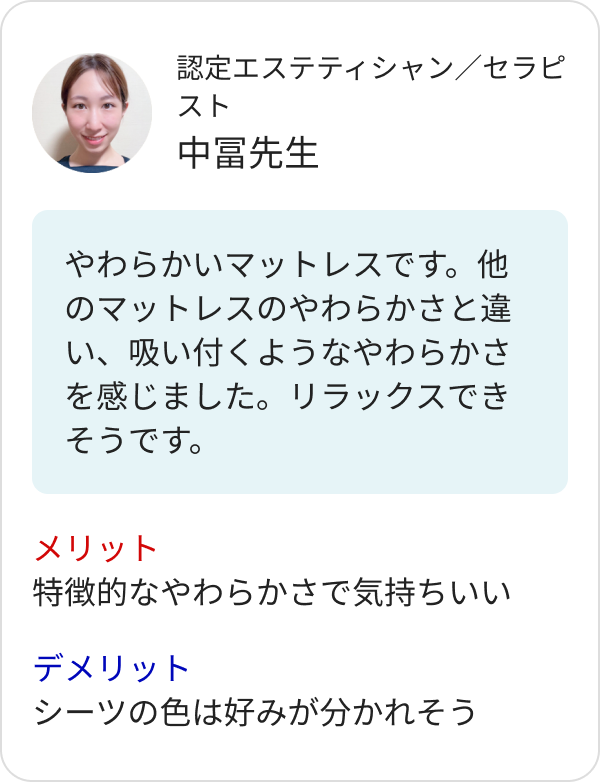 認定エステティシャン／セラピ
スト
中冨先生
やわらかいマットレスです。他
のマットレスのやわらかさと違
い、吸い付くようなやわらかさ
を感じました。リラックスでき
そうです。
メリット
特徴的なやわらかさで気持ちいい
デメリット
シーツの色は好みが分かれそう